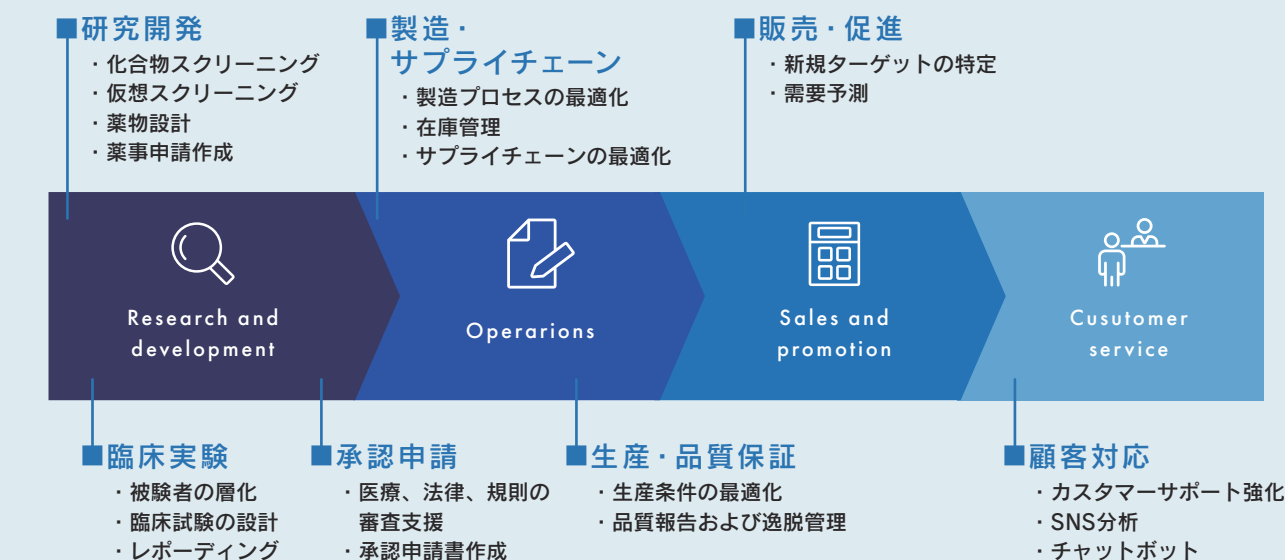 ■研究開発
・化合物スクリーニング
・仮想スクリーニング
・薬物設計
・薬事申請作成
■製造・
サプライチェーン
・製造プロセスの最適化
・在庫管理
・サプライチェーンの最適化
■販売・促進
・新規ターゲットの特定
・需要予測
Research and
development
Operarions
Sales and
promotion
Cusutomer
service
■臨床実験
・被験者の層化
・臨床試験の設計
・レポーディング
■承認申請
・医療、法律、規則の
審査支援
・承認申請書作成
■生産・品質保証
・生産条件の最適化
・品質報告および逸脱管理
■顧客対応
・カスタマーサポート強化
・SNS分析
・チャットボット